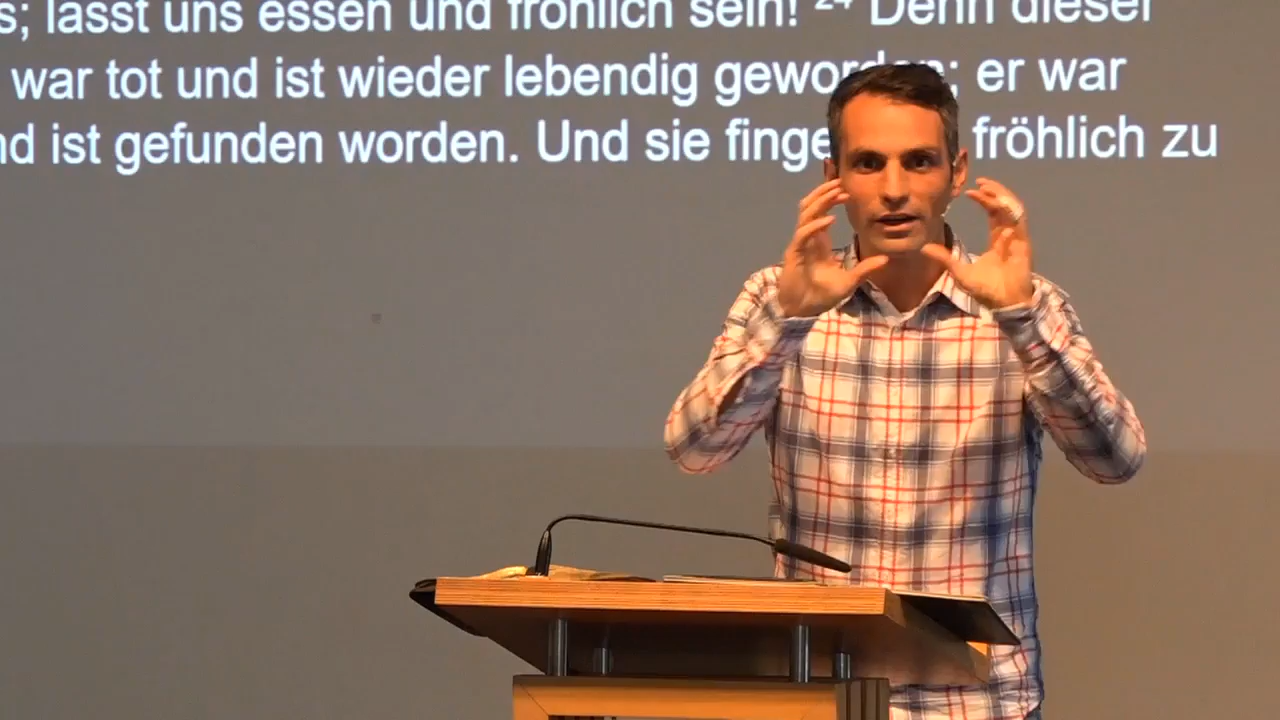 s; lasst uns essen und fröhlich sein! 24 Denn dieser
war tot und ist wieder lebendig geworden; er war
nd ist gefunden worden. Und sie finge fröhlich zu